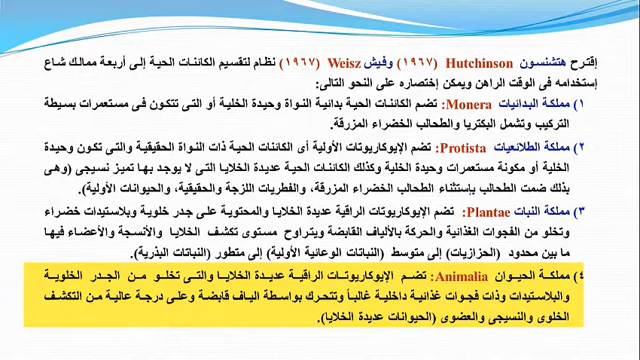 إقترح هتشنسون Hutchinson (١٩٦٧) وفيش Weisz (١٩٦٧) نظام لتقسيم الكائنات الحية إلى أربعة ممالك شاع
إستخدامه فى الوقت الراهن ويمكن إختصاره على النحو التالى:
١) مملكة البدائيات Monera: تضم الكائنات الحية بدائية النواة وحيدة الخلية أو التى تتكون فى مستعمرات بسيطة
التركيب وتشمل البكتريا والطحالب الخضراء المزرقة.
٢) مملكة الطلائعيات Protista: تضم الإيوكاريوتات الأولية أى الكائنات الحية ذات النواة الحقيقية والتى تكون وحيدة
الخلية أو مكونة مستعمرات وحيدة الخلية وكذلك الكائنات الحية عديدة الخلايا التى لا يوجد بها تميز نسيجى (وهى
بذلك ضمت الطحالب بإستثناء الطحالب الخضراء المزرقة، والفطريات اللزجة والحقيقية، والحيوانات الأولية).
٣) مملكة النبات Plantae: تضم الإيوكاريوتات الراقية عديدة الخلايا والمحتوية على جدر خلوية وبلاستيدات خضراء
وتخلو من الفجوات الغذائية والحركة بالألياف القابضة ويتراوح مستوى تكشف الخلايا والأنسجة والأعضاء فيها
ما بين محدود (الحزازيات) إلى متوسط (النباتات الوعائية الأولية) إلى متطور (النباتات البذرية).
٤) مملكة الحيوان Animalia: تضم الإيوكاريوتات الراقية عديدة الخلايا والتى تخلو من الجدر الخلوية
والبلاستيدات وذات فجوات غذائية داخلية غالباً وتتحرك بواسطة الياف قابضة وعلى درجة عالية من التكشف
الخلوى والنسيجى والعضوى (الحيوانات عديدة الخلايا).